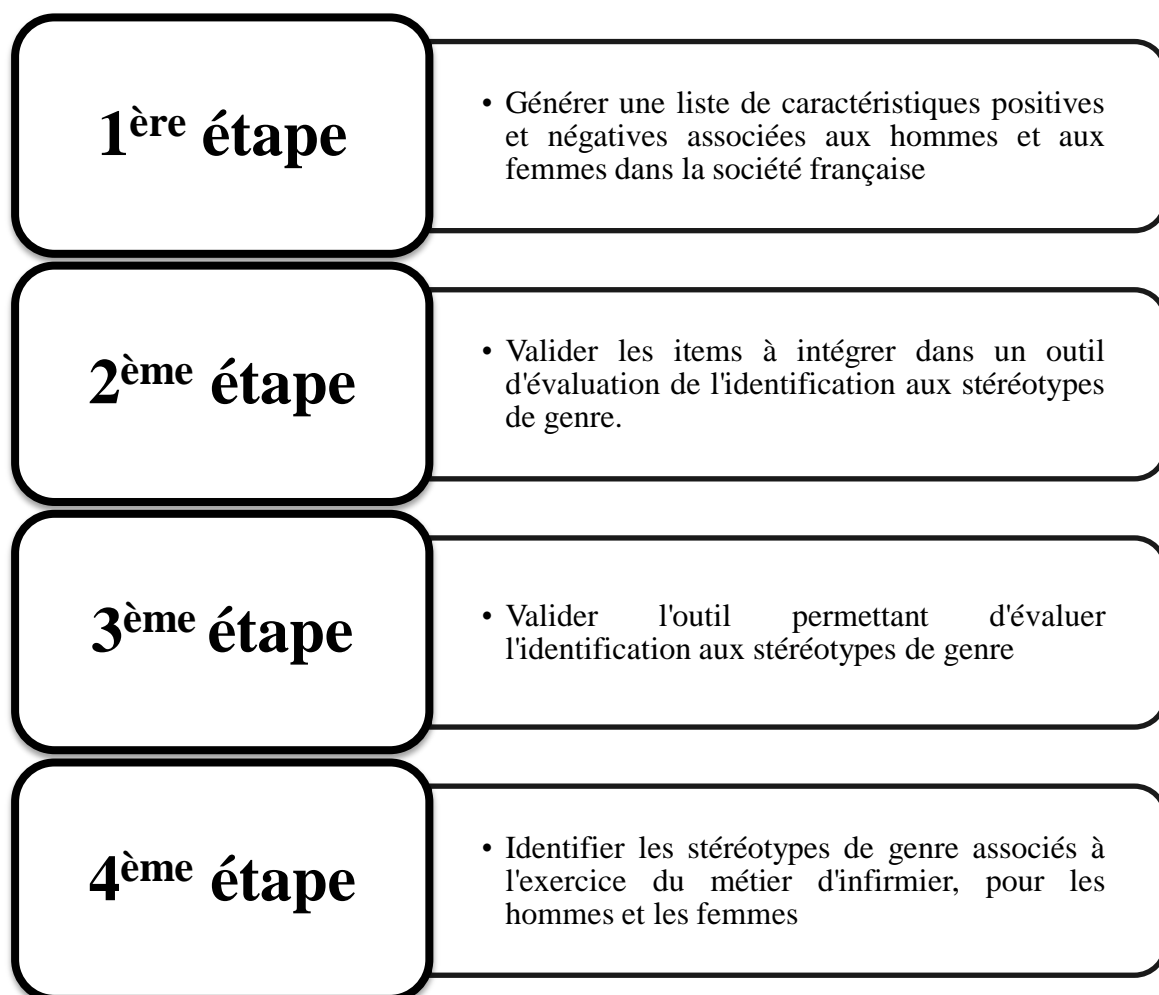 1ère étape
• Générer une liste de caractéristiques positives
et négatives associées aux hommes et aux
femmes dans la société française
2ème étape
• Valider les items à intégrer dans un outil
d'évaluation de l'identification aux stéréotypes
de genre.
3ème étape
• Valider l'outil permettant d'évaluer
l'identification aux stéréotypes de genre
4ème étape
• Identifier les stéréotypes de genre associés à
l'exercice du métier d'infirmier, pour les
hommes et les femmes